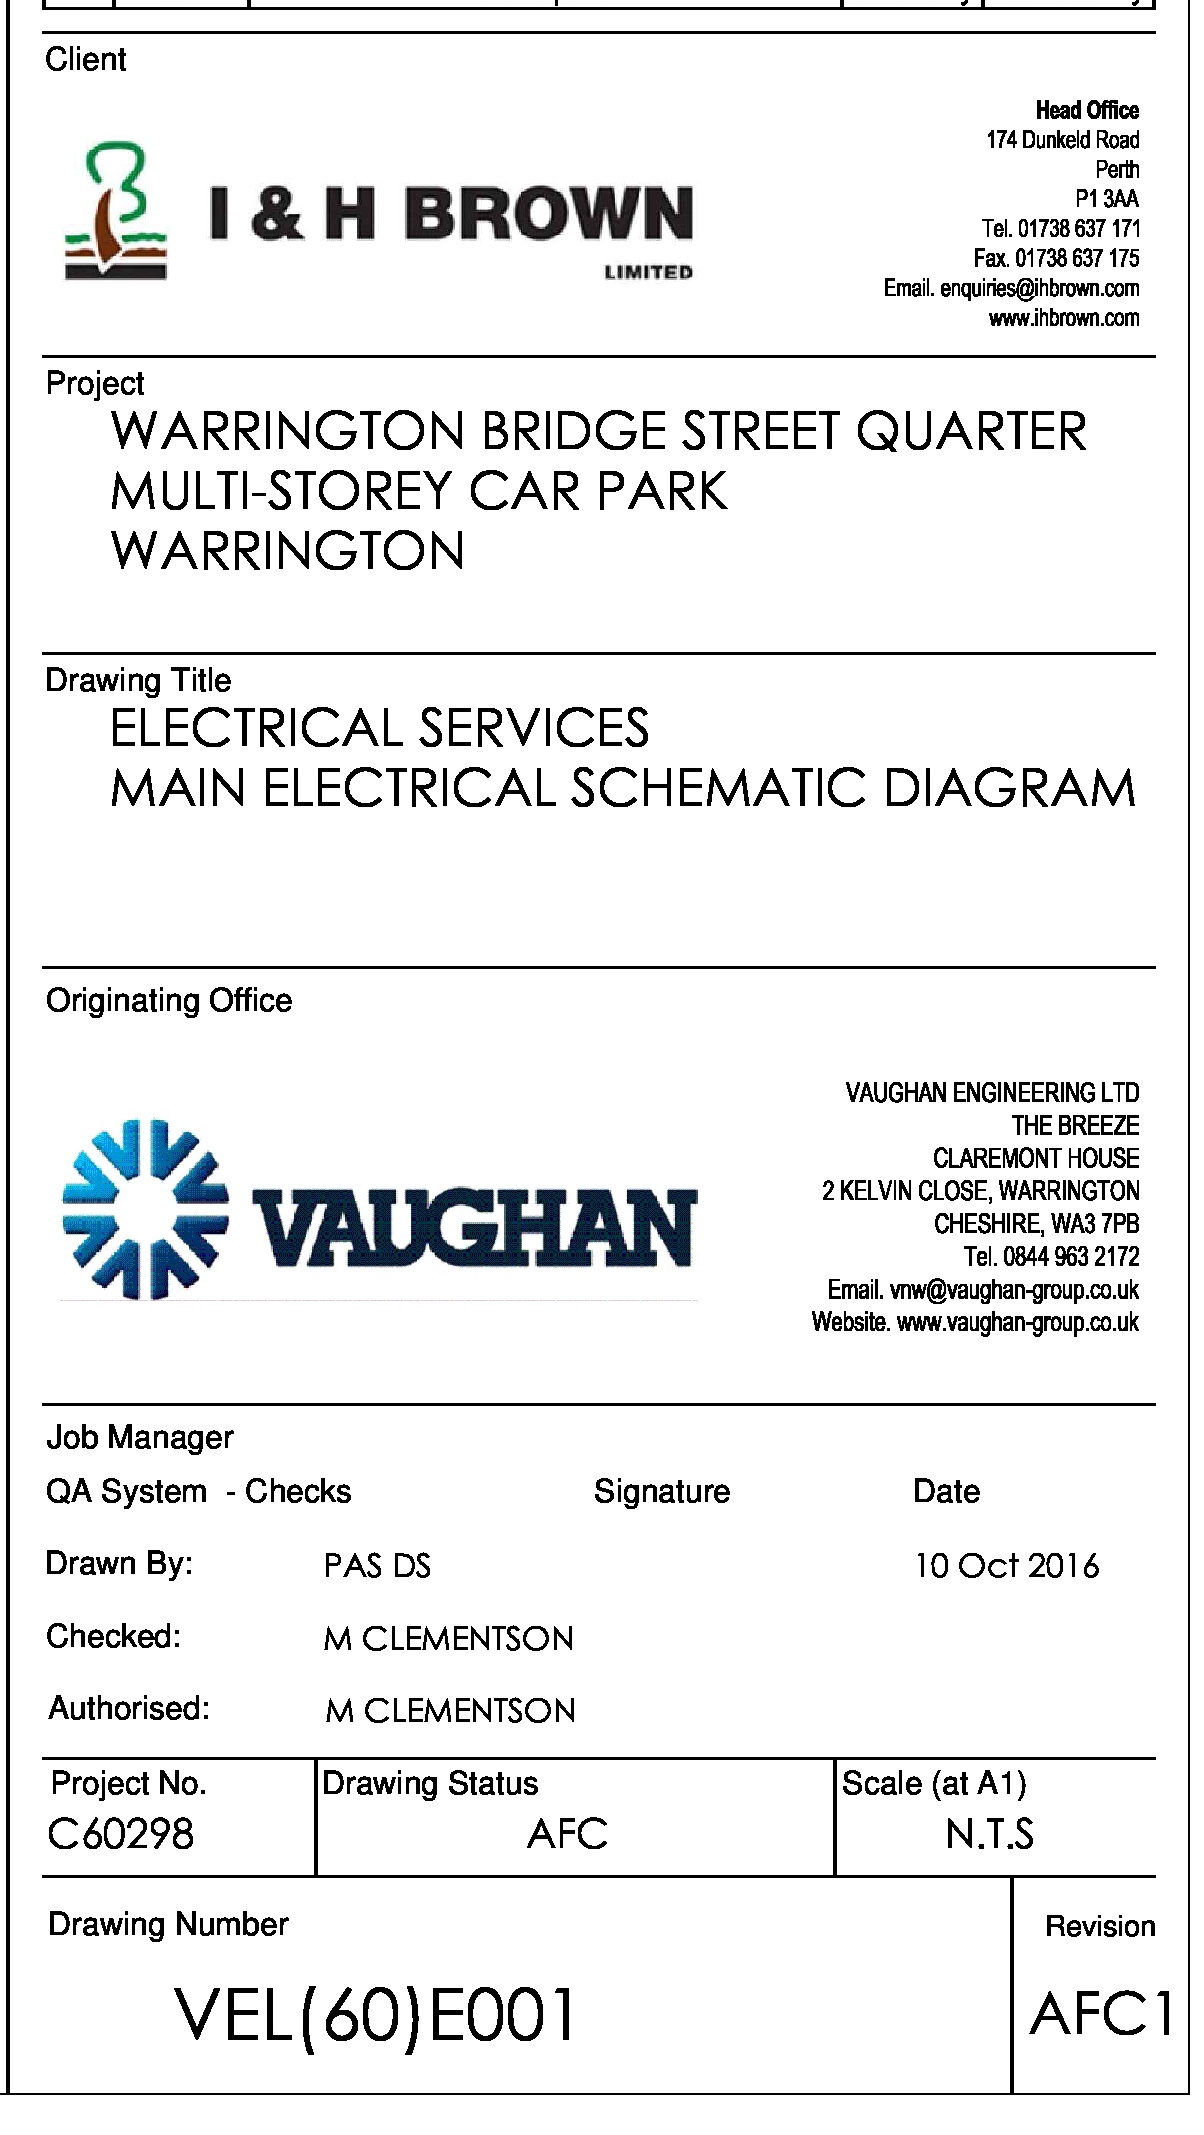 Client
Head Office
174 Dunkeld Road
Perth
P1 3AA
Tel. 01738 637 171
Fax. 01738 637 175
Email. enquiries@ihbrown.com
www.ihbrown.com
I & H BROWN
LIMITED
Project
WARRINGTON BRIDGE STREET QUARTER
MULTI-STOREY CAR PARK
WARRINGTON
Drawing Title
ELECTRICAL SERVICES
MAIN ELECTRICAL SCHEMATIC DIAGRAM
Originating Office
VAUGHAN
VAUGHAN ENGINEERING LTD
THE BREEZE
CLAREMONT HOUSE
2 KELVIN CLOSE, WARRINGTON
CHESHIRE, WA3 7PB
Tel. 0844 963 2172
Email. vnw@vaughan-group.co.uk
Website. www.vaughan-group.co.uk
Job Manager
QA System - Checks Signature Date
Drawn By: PAS DS 10 Oct 2016
Checked: M CLEMENTSON
Authorised: M CLEMENTSON
Project No. Drawing Status Scale (at A1)
C60298 AFC N.T.S
Drawing Number Revision
VEL(60)E001 AFC1